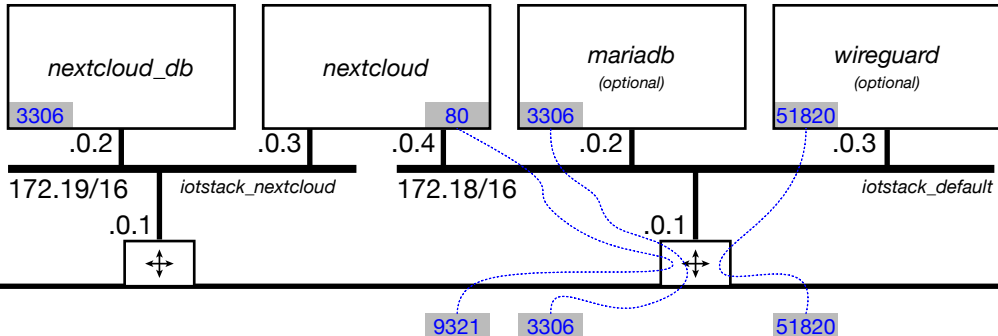 nextcloud_db
nextcloud
mariadb
(optional)
wireguard
(optional)
3306
80
3306
51820
.0.2
.0.3
.0.4
.0.2
.0.3
172.19/16
iotstack_nextcloud
172.18/16
iotstack_default
.0.1
.0.1
9321
3306
51820